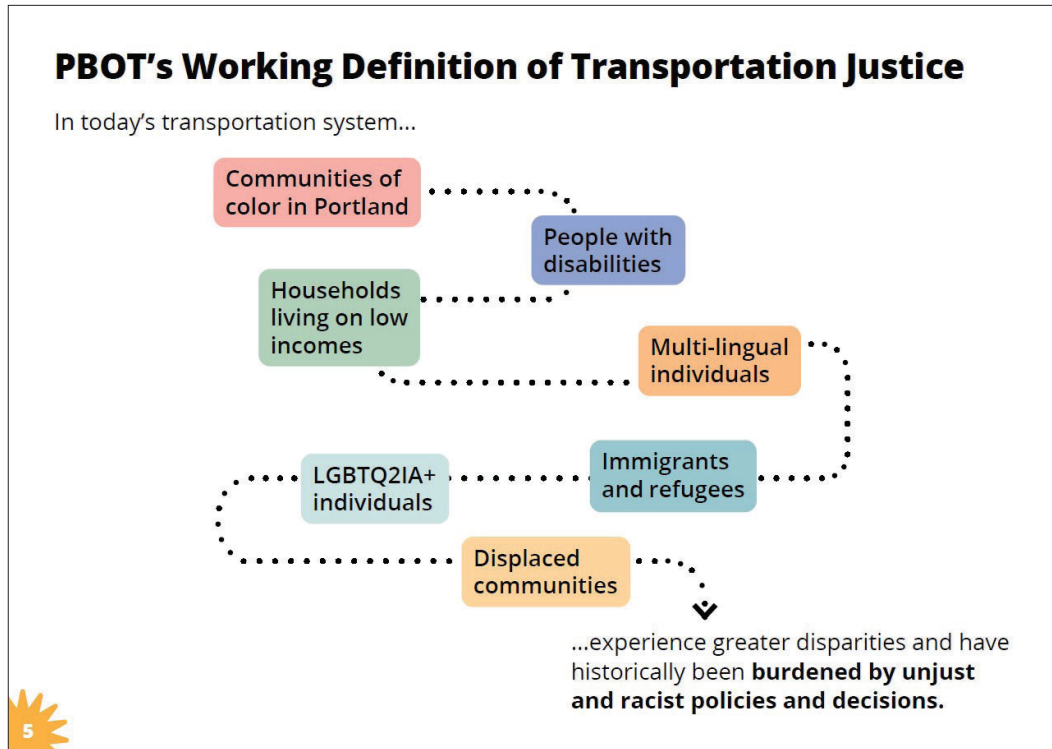 PBOT’s Working Definition of Transportation Justice
In today’s transportation system...
Communities of
color in Portland
People with
disabilities
Households
living on low
incomes
Multi-lingual
individuals
Immigrants
and refugees
LGBTQ2IA+
individuals
Displaced
communities
...experience greater disparities and have
historically been burdened by unjust
and racist policies and decisions.
5